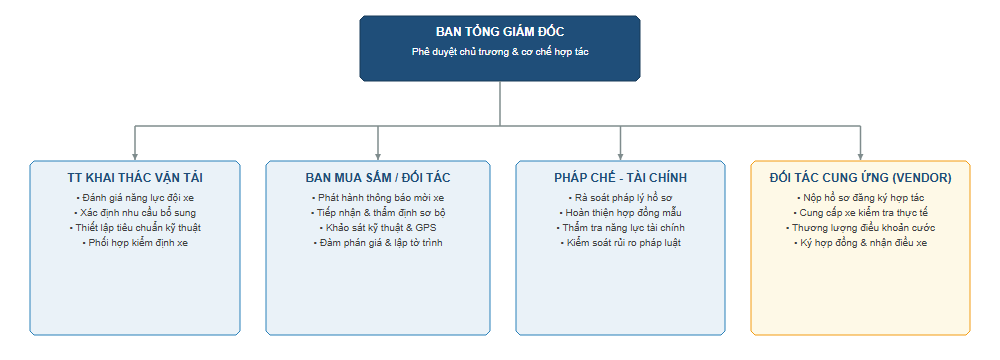 BAN TỔNG GIÁM ĐỐC
Phê duyệt chủ trương & cơ chế hợp tác
TT KHAI THÁC VẬN TẢI
• Đánh giá năng lực đội xe
• Xác định nhu cầu bổ sung
• Thiết lập tiêu chuẩn kỹ thuật
• Phối hợp kiểm định xe
BAN MUA SẮM / ĐỐI TÁC
• Phát hành thông báo mời xe
• Tiếp nhận & thẩm định sơ bộ
• Khảo sát kỹ thuật & GPS
• Đàm phán giá & lập tờ trình
PHÁP CHẾ - TÀI CHÍNH
• Rà soát pháp lý hồ sơ
• Hoàn thiện hợp đồng mẫu
• Thẩm tra năng lực tài chính
• Kiểm soát rủi ro pháp luật
ĐỐI TÁC CUNG ỨNG (VENDOR)
• Nộp hồ sơ đăng ký hợp tác
• Cung cấp xe kiểm tra thực tế
• Thương lượng điều khoản cước
• Ký hợp đồng & nhận điều xe